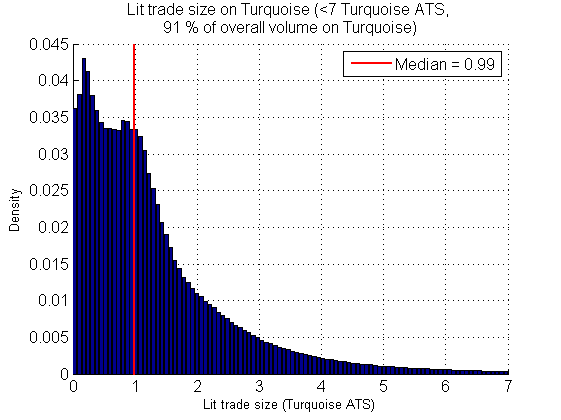 Lit trade size on Turquoise (<7 Turquoise ATS,
91 % of overall volume on Turquoise)
0.045
0.04
0.035
0.03
0.025
0.02
0.015
0.01
0.005
0
Density
Median = 0.99
0 1 2 3 4 5 6 7
Lit trade size (Turquoise ATS)